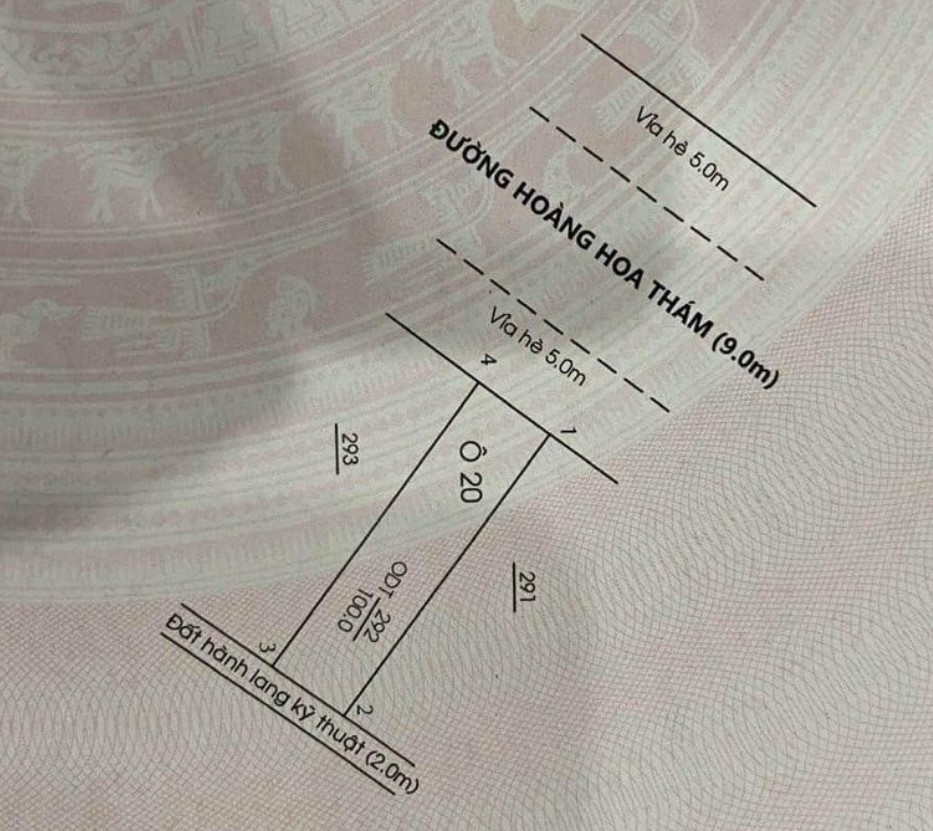 Vỉa hè 5.0m
ĐƯỜNG HOÀNG HOA THÁM (9.0m)
Vỉa hè 5.0m
4
1
Ô 20
293
291
ODT 292
100.0
3
2
Đất hành lang kỹ thuật (2.0m)